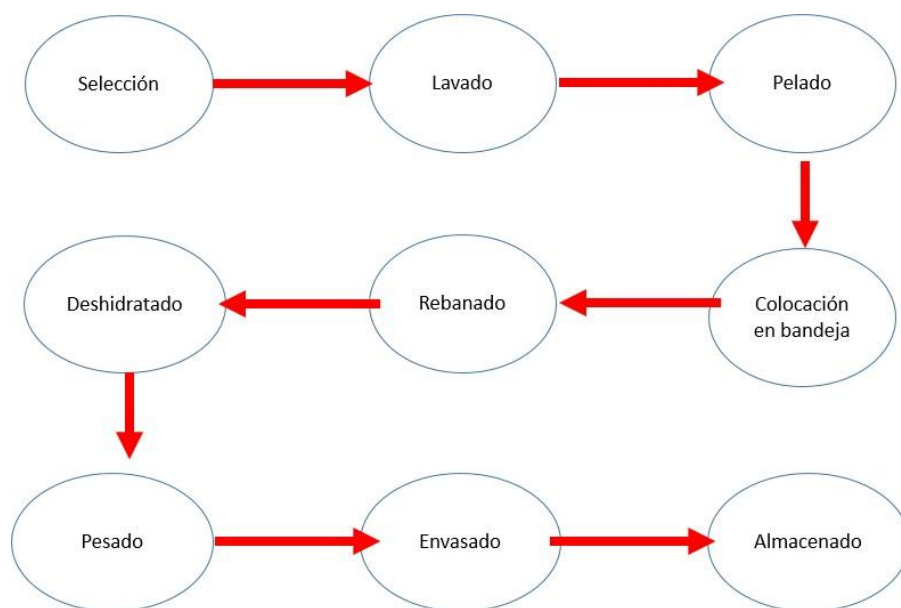 Selección
Lavado
Pelado
Colocación
en bandeja
Rebanado
Deshidratado
Pesado
Envasado
Almacenado